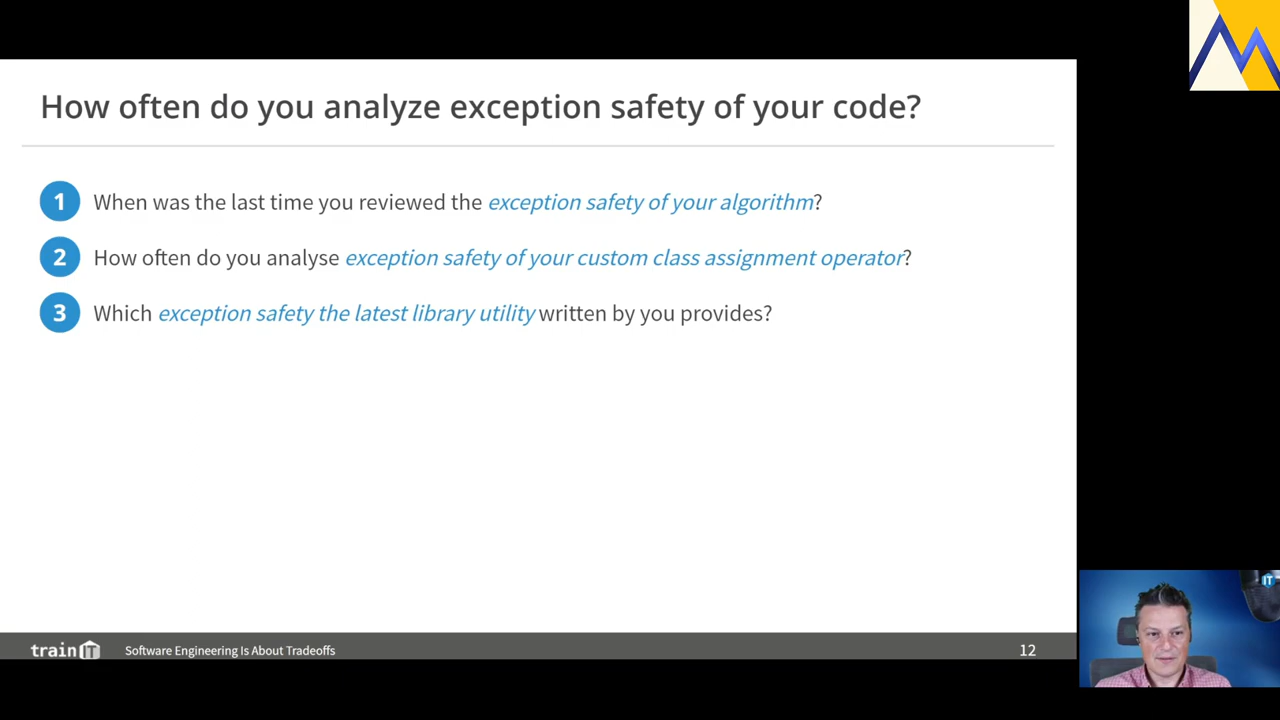 How often do you analyze exception safety of your code?
1 When was the last time you reviewed the exception safety of your algorithm?
2 How often do you analyse exception safety of your custom class assignment operator?
3 Which exception safety the latest library utility written by you provides?
train IT Software Engineering Is About Tradeoffs 12
IT